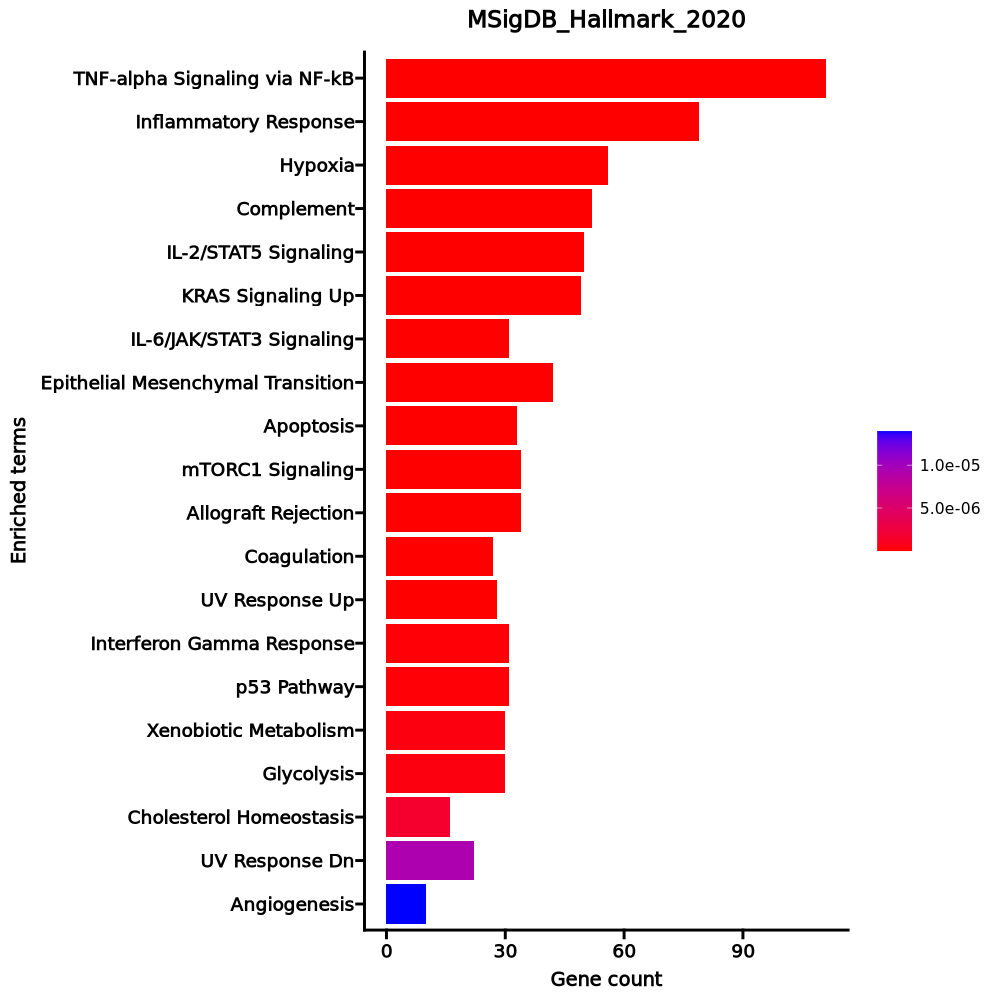 MSigDB_Hallmark_2020
TNF-alpha Signaling via NF-kB
Inflammatory Response
Hypoxia
Complement
IL-2/STAT5 Signaling
KRAS Signaling Up
IL-6/JAK/STAT3 Signaling
Epithelial Mesenchymal Transition
Apoptosis
mTORC1 Signaling
Allograft Rejection
Coagulation
UV Response Up
Interferon Gamma Response
p53 Pathway
Xenobiotic Metabolism
Glycolysis
Cholesterol Homeostasis
UV Response Dn
Angiogenesis
Enriched terms
0 30 60 90
Gene count
1.0e-05
5.0e-06